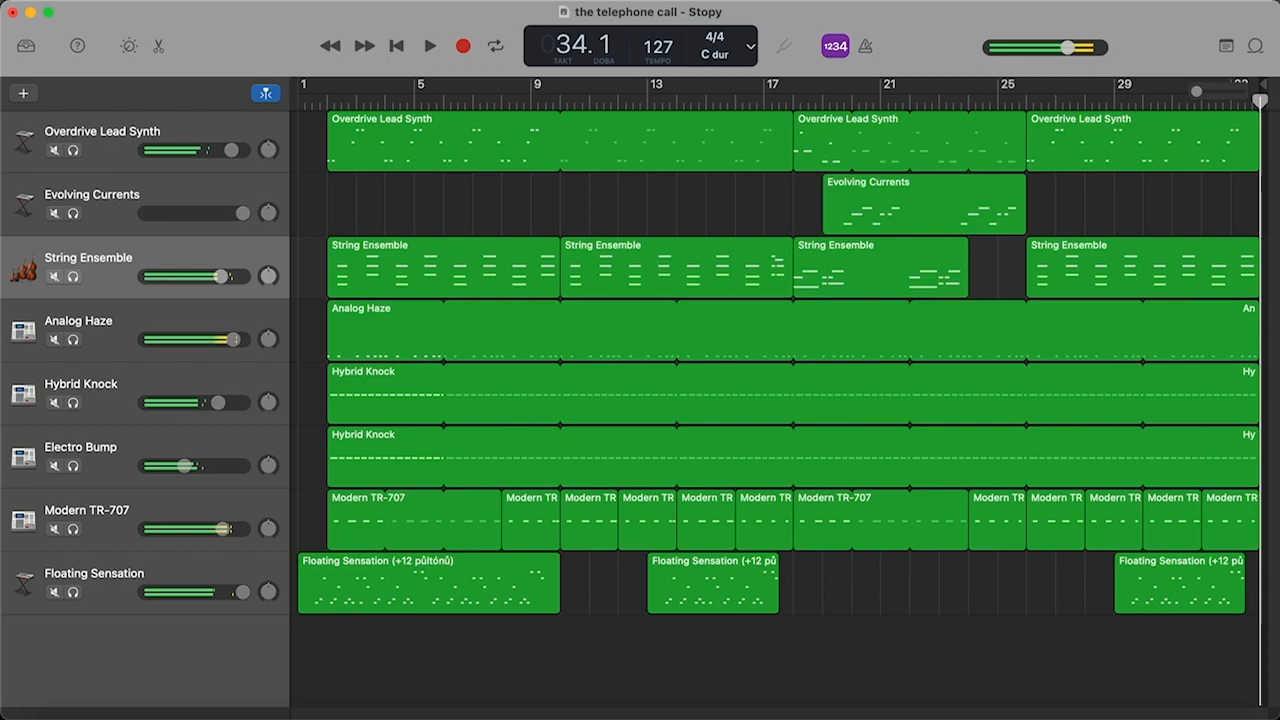 the telephone call - Stopy
34. 1
TAKT DOBA
127
TEMPO
4/4
C dur
1234
1 5 9 13 17 21 25 29
Overdrive Lead Synth
Overdrive Lead Synth Overdrive Lead Synth Overdrive Lead Synth
Evolving Currents
Evolving Currents
String Ensemble
String Ensemble String Ensemble String Ensemble String Ensemble
Analog Haze
Analog Haze An
Hybrid Knock
Hybrid Knock Hy
Electro Bump
Hybrid Knock Hy
Modern TR-707
Modern TR-707 Modern TR Modern TR Modern TR Modern TR Modern TR Modern TR-707 Modern TR Modern TR Modern TR Modern TR Modern TR
Floating Sensation
Floating Sensation (+12 půltónů) Floating Sensation (+12 pů Floating Sensation (+12 pů